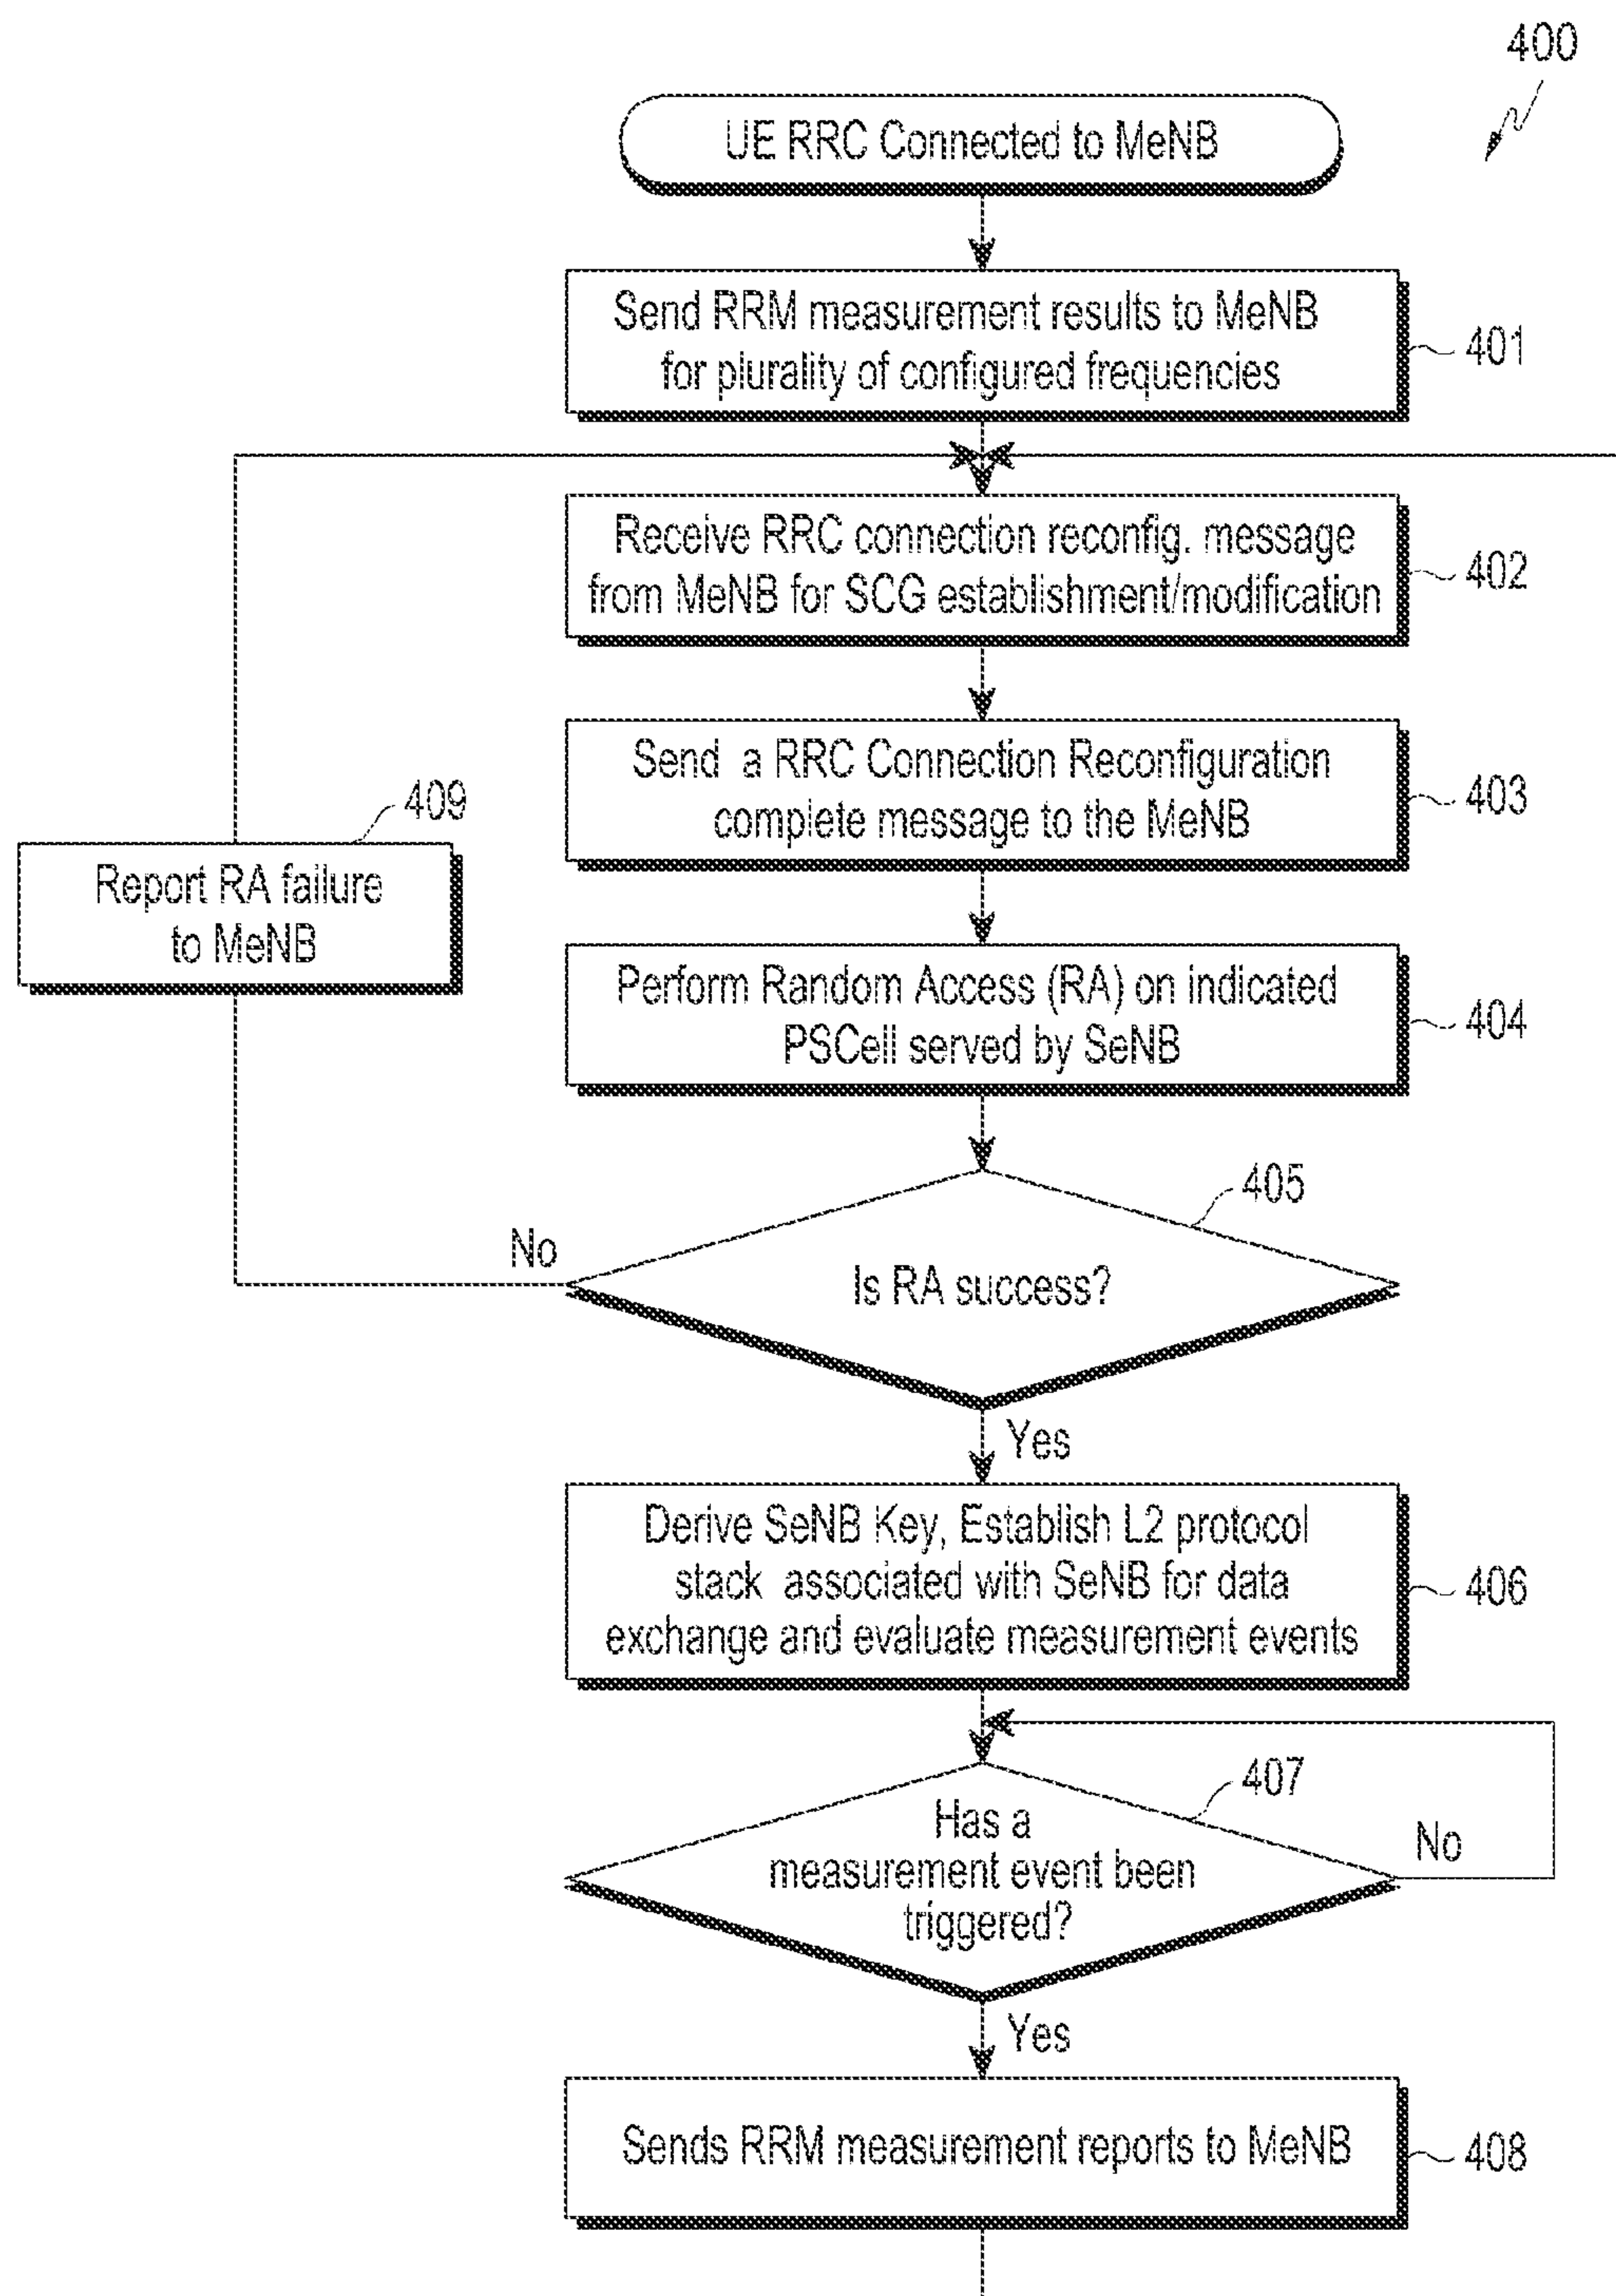 400
UE RRC Connected to MeNB
Send RRM measurement results to MeNB
for plurality of configured frequencies
401
Receive RRC connection reconfig. message
from MeNB for SCG establishment/modification
402
Send a RRC Connection Reconfiguration
complete message to the MeNB
403
409
Report RA failure
to MeNB
Perform Random Access (RA) on indicated
PSCell served by SeNB
404
405
No
Is RA success?
Yes
Derive SeNB Key, Establish L2 protocol
stack associated with SeNB for data
exchange and evaluate measurement events
406
407
Has a
measurement event been
triggered?
No
Yes
Sends RRM measurement reports to MeNB
408